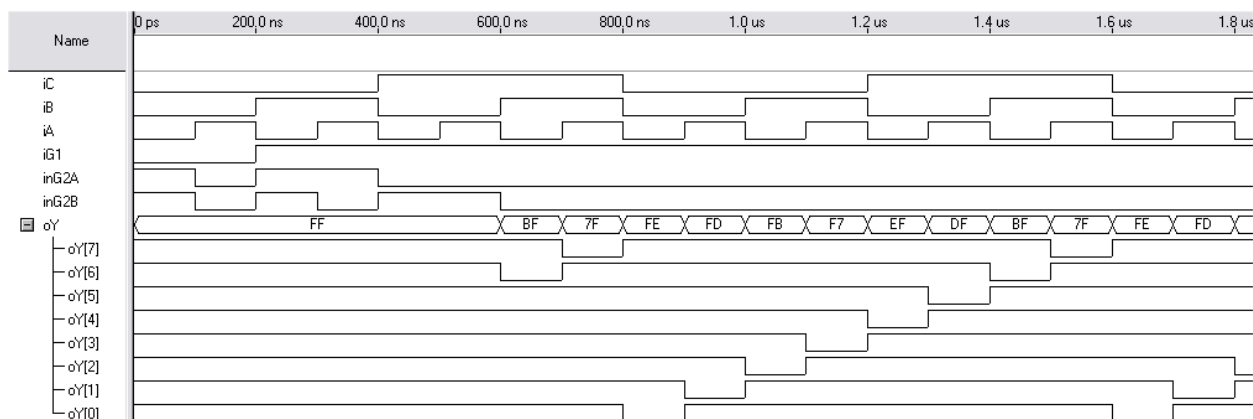 Name
0 ps 200.0 ns 400.0 ns 600.0 ns 800.0 ns 1.0 us 1.2 us 1.4 us 1.6 us 1.8 us
iC
iB
iA
iG1
inG2A
inG2B
oY FF BF 7F FE FD FB F7 EF DF BF 7F FE FD
oY[7]
oY[6]
oY[5]
oY[4]
oY[3]
oY[2]
oY[1]
oY[0]